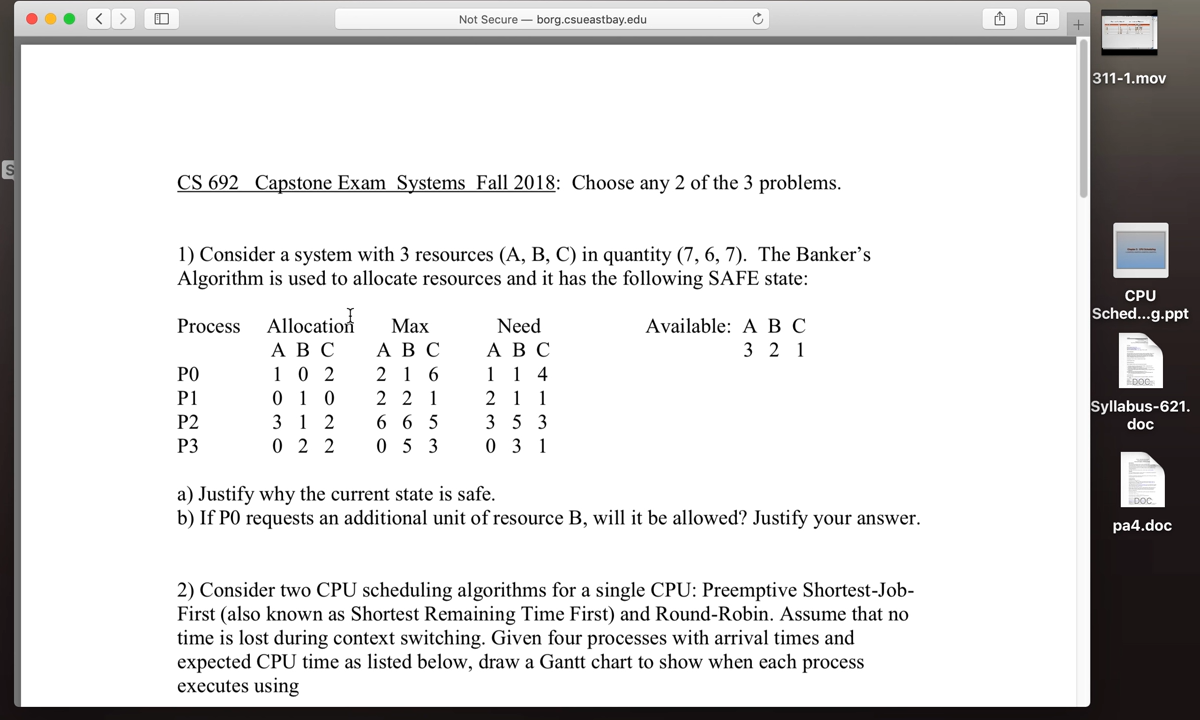 Not Secure — borg.csueastbay.edu
311-1.mov
S
CS 692 Capstone Exam Systems Fall 2018: Choose any 2 of the 3 problems.
1) Consider a system with 3 resources (A, B, C) in quantity (7, 6, 7). The Banker's
Algorithm is used to allocate resources and it has the following SAFE state:
Process Allocation Max Need Available: A B C
A B C A B C A B C 3 2 1
P0 1 0 2 2 1 6 1 1 4
P1 0 1 0 2 2 1 2 1 1
P2 3 1 2 6 6 5 3 5 3
P3 0 2 2 0 5 3 0 3 1
a) Justify why the current state is safe.
b) If P0 requests an additional unit of resource B, will it be allowed? Justify your answer.
2) Consider two CPU scheduling algorithms for a single CPU: Preemptive Shortest-Job-
First (also known as Shortest Remaining Time First) and Round-Robin. Assume that no
time is lost during context switching. Given four processes with arrival times and
expected CPU time as listed below, draw a Gantt chart to show when each process
executes using
CPU
Sched...g.ppt
DOC
Syllabus-621.
doc
DOC
pa4.doc